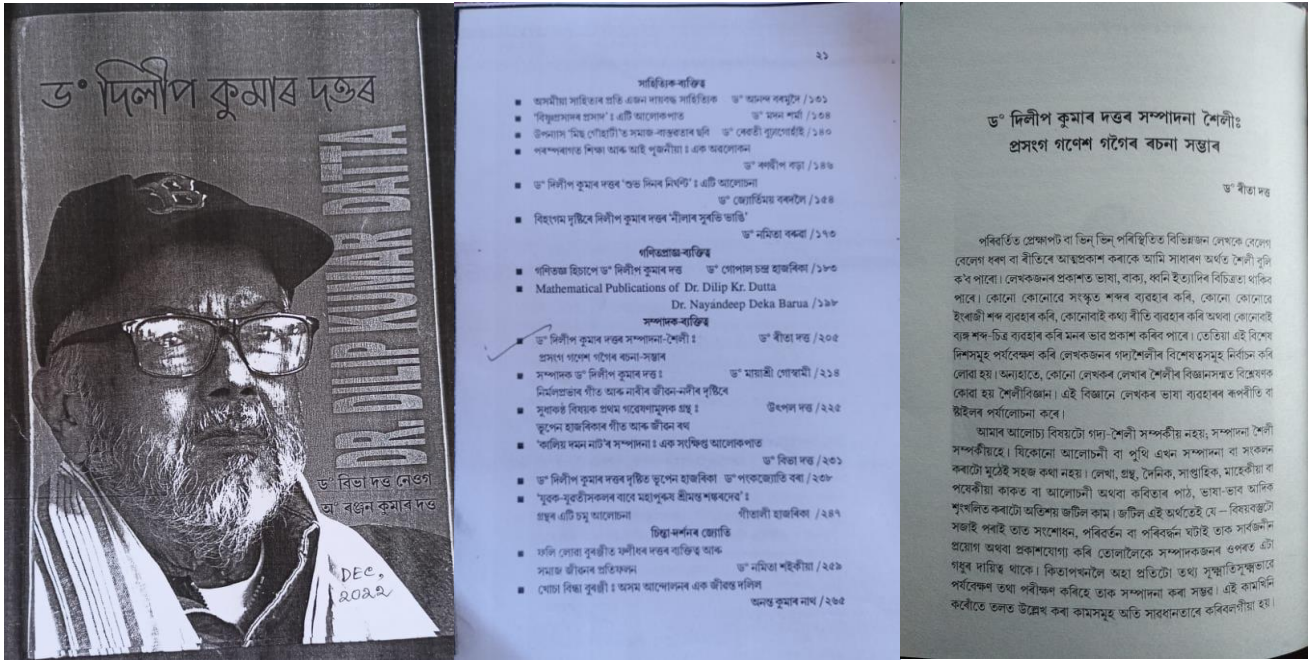 ড° দিলীপ কুমাৰ দত্তৰ
DR. DILIP KUMAR DATTA
ড° বিভা দত্ত নেওগ
আৰু ৰঞ্জন কুমাৰ দত্ত
DEC,
2022
২১
সাহিত্যিক-ব্যক্তিত্ব
■ অসমীয়া সাহিত্যৰ প্ৰতি এজন দায়বদ্ধ সাহিত্যিক ড° আনন্দ বৰমুদৈ /১৩১
■ 'বিষ্ণুপ্ৰসাদৰ প্ৰসাদ' : এটি আলোকপাত ড° মদন শৰ্মা /১৩৪
■ উপন্যাস 'মিছ গৌহাটী'ত সমাজ-বাস্তৱতাৰ ছবি ড° ৰেৱতী বুঢ়াগোহাঁই /১৪০
■ পৰম্পৰাগত শিক্ষা আৰু আই পূজনীয়া : এক অৱলোকন
ড° ৰণদ্বীপ বড়া /১৪৬
■ ড° দিলীপ কুমাৰ দত্তৰ 'শুভ দিনৰ নিৰ্ঘণ্ট' : এটি আলোচনা
ড° জ্যোৰ্তিময় বৰদলৈ /১৫৪
■ বিহংগম দৃষ্টিৰে দিলীপ কুমাৰ দত্তৰ 'নীলাৰ সুৰভি ভাগি'
ড° নমিতা বৰুৱা /১৭৩
গণিতপ্ৰাজ্ঞ-ব্যক্তিত্ব
■ গণিতজ্ঞ হিচাপে ড° দিলীপ কুমাৰ দত্ত ড° গোপাল চন্দ্ৰ হাজৰিকা /১৮৩
■ Mathematical Publications of Dr. Dilip Kr. Dutta
Dr. Nayandeep Deka Barua /১৯৮
সম্পাদক-ব্যক্তিত্ব
■ ড° দিলীপ কুমাৰ দত্তৰ সম্পাদনা-শৈলী : ড° ৰীতা দত্ত /২০৫
প্ৰসংগ গণেশ গগৈৰ ৰচনা-সম্ভাৰ
■ সম্পাদক ড° দিলীপ কুমাৰ দত্ত : ড° মায়াশ্ৰী গোস্বামী /২১৪
নিৰ্মলপ্ৰভাৰ গীত আৰু নাৰীৰ জীৱন-নদীৰ দৃষ্টিৰে
■ সুধাকণ্ঠ বিষয়ক প্ৰথম গৱেষণামূলক গ্ৰন্থ : উৎপল দত্ত /২২৫
ভূপেন হাজৰিকাৰ গীত আৰু জীৱন ৰথ
■ 'কালিয় দমন নাট'ৰ সম্পাদনা : এক সংক্ষিপ্ত আলোকপাত
ড° বিভা দত্ত /২৩১
■ ড° দিলীপ কুমাৰ দত্তৰ দৃষ্টিত ভূপেন হাজৰিকা ড° পংকজ্যোতি বৰা /২৩৮
■ 'যুৱক-যুৱতীসকলৰ বাবে মহাপুৰুষ শ্ৰীমন্ত শঙ্কৰদেৱ' :
গ্ৰন্থৰ এটি চমু আলোচনা গীতালী হাজৰিকা /২৪৭
চিন্তা-দৰ্শনৰ জ্যোতি
■ ফলি লোৱা বুৰঞ্জীত ফণীধৰ দত্তৰ ব্যক্তিত্ব আৰু
সমাজ জীৱনৰ প্ৰতিফলন ড° নমিতা শইকীয়া /২৫৯
■ খোচা বিন্ধা বুৰঞ্জী : অসম আন্দোলনৰ এক জীৱন্ত দলিল
অনন্ত কুমাৰ নাথ /২৬৫
ড° দিলীপ কুমাৰ দত্তৰ সম্পাদনা শৈলীঃ
প্ৰসংগ গণেশ গগৈৰ ৰচনা সম্ভাৰ
ড° ৰীতা দত্ত
পৰিৱৰ্তিত প্ৰেক্ষাপট বা ভিন্ ভিন্ পৰিস্থিতিত বিভিন্নজন লেখকে বেলেগ
বেলেগ ধৰণ বা ৰীতিৰে আত্মপ্ৰকাশ কৰাকে আমি সাধাৰণ অৰ্থত শৈলী বুলি
ক'ব পাৰো। লেখকজনৰ প্ৰকাশত ভাষা, বাক্য, ধ্বনি ইত্যাদিৰ বিচিত্ৰতা থাকিব
পাৰে। কোনো কোনোৱে সংস্কৃত শব্দৰ ব্যৱহাৰ কৰি, কোনো কোনোৱে
ইংৰাজী শব্দ ব্যৱহাৰ কৰি, কোনোবাই কথ্য ৰীতি ব্যৱহাৰ কৰি অথবা কোনোবাই
ব্যঙ্গ শব্দ-চিত্ৰ ব্যৱহাৰ কৰি মনৰ ভাৱ প্ৰকাশ কৰিব পাৰে। তেতিয়া এই বিশেষ
দিশসমূহ পৰ্যবেক্ষণ কৰি লেখকজনৰ গদ্যশৈলীৰ বিশেষত্বসমূহ নিৰ্বাচন কৰি
লোৱা হয়। অন্যহাতে, কোনো লেখকৰ লেখাৰ শৈলীৰ বিজ্ঞানসন্মত বিশ্লেষণক
কোৱা হয় শৈলীবিজ্ঞান। এই বিজ্ঞানে লেখকৰ ভাষা ব্যৱহাৰৰ ৰূপৰীতি বা
ষ্টাইলৰ পৰ্যালোচনা কৰে।
আমাৰ আলোচ্য বিষয়টো গদ্য-শৈলী সম্পৰ্কীয় নহয়; সম্পাদনা শৈলী
সম্পৰ্কীয়হে। যিকোনো আলোচনী বা পুথি এখন সম্পাদনা বা সংকলন
কৰাটো মুঠেই সহজ কথা নহয়। লেখা, গ্ৰন্থ, দৈনিক, সাপ্তাহিক, মাহেকীয়া বা
পষেকীয়া কাকত বা আলোচনী অথবা কবিতাৰ পাঠ, ভাষা-ভাব আদিক
শৃংখলিত কৰাটো অতিশয় জটিল কাম। জটিল এই অৰ্থতেই যে – বিষয়বস্তুটো
সজাই পৰাই তাত সংশোধন, পৰিৱৰ্তন বা পৰিবৰ্দ্ধন ঘটাই তাক সাৰ্বজনীন
প্ৰয়োগ অথবা প্ৰকাশযোগ্য কৰি তোলালৈকে সম্পাদকজনৰ ওপৰত এটা
গধুৰ দায়িত্ব থাকে। কিতাপখনলৈ অহা প্ৰতিটো তথ্য সূক্ষ্মাতিসূক্ষ্মভাৱে
পৰ্যবেক্ষণ তথা পৰীক্ষণ কৰিহে তাক সম্পাদনা কৰা সম্ভৱ। এই কামখিনি
কৰোঁতে তলত উল্লেখ কৰা কামসমূহ অতি সাৱধানতাৰে কৰিবলগীয়া হয়।